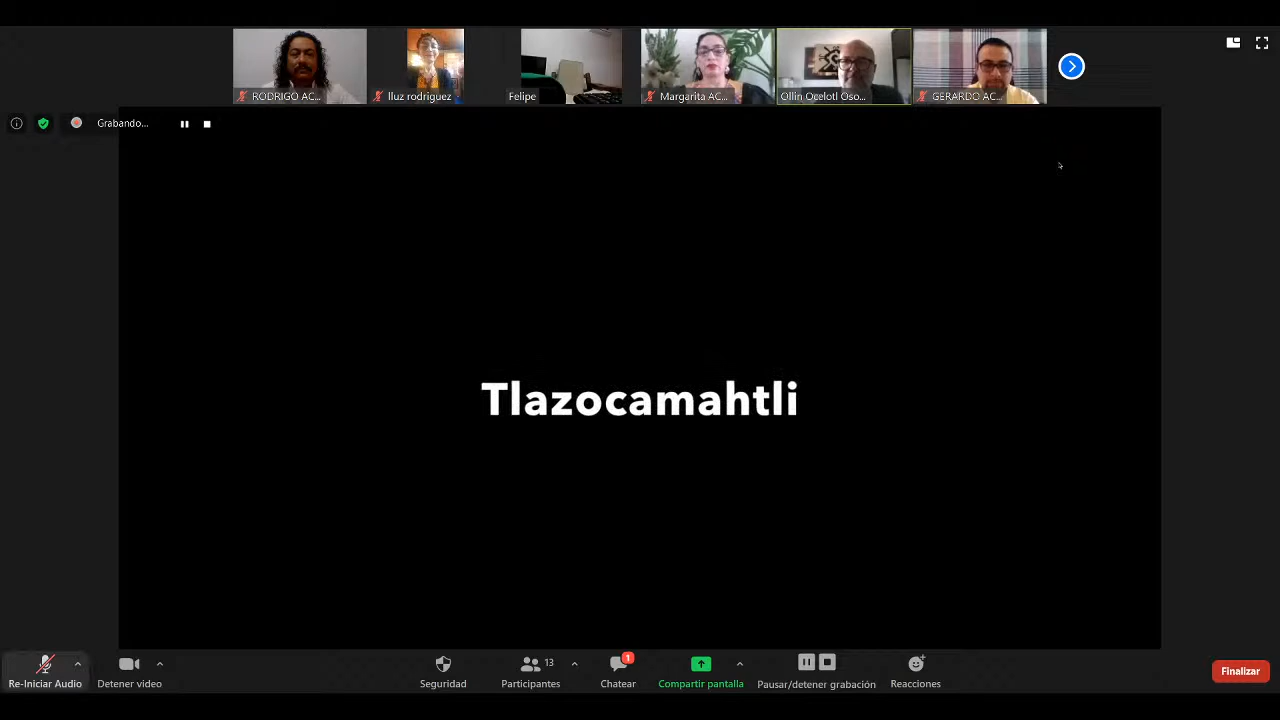 RODRIGO AC...
lluz rodriguez
Felipe
Margarita AC...
Ollin Ocelotl Oso...
GERARDO AC...
Grabando...
Tlazocamahtli
Re-Iniciar Audio
Detener video
Seguridad
13
Participantes
1
Chatear
Compartir pantalla
Pausar/detener grabación
Reacciones
Finalizar